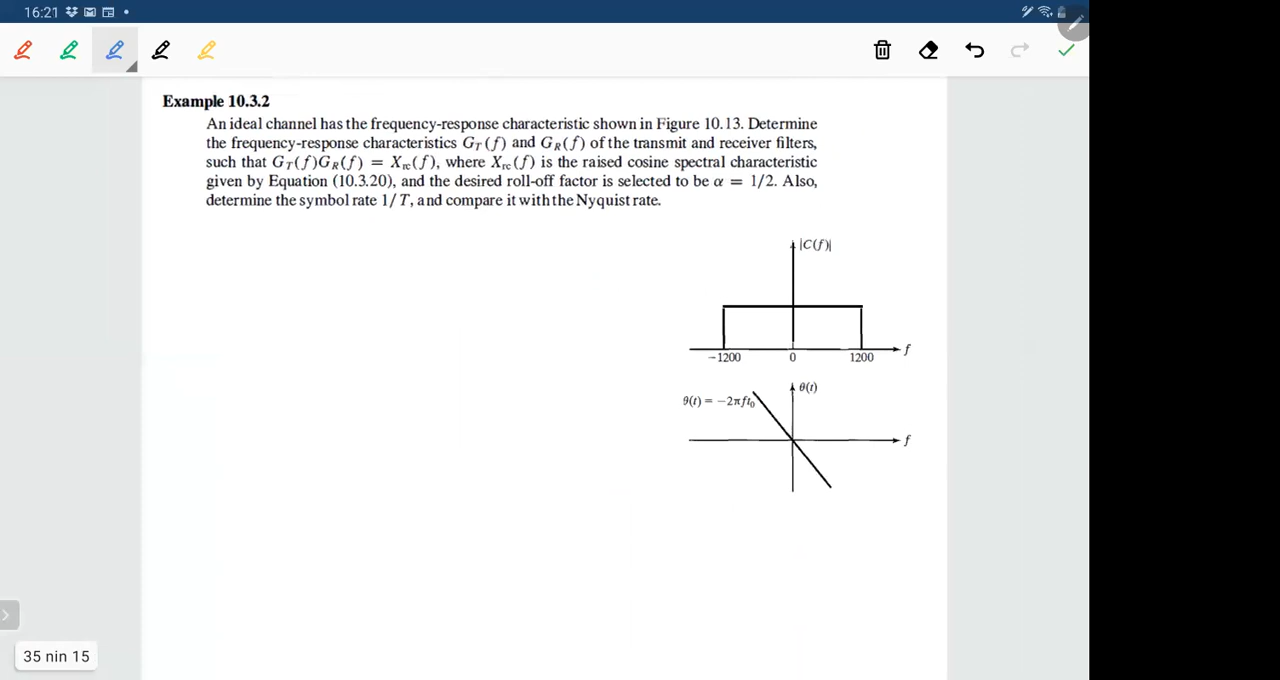 16:21
Example 10.3.2
An ideal channel has the frequency-response characteristic shown in Figure 10.13. Determine
the frequency-response characteristics G_T(f) and G_R(f) of the transmit and receiver filters,
such that G_T(f)G_R(f) = X_rc(f), where X_rc(f) is the raised cosine spectral characteristic
given by Equation (10.3.20), and the desired roll-off factor is selected to be α = 1/2. Also,
determine the symbol rate 1/T, and compare it with the Nyquist rate.
|C(f)|
f
−1200 0 1200
θ(t)
θ(t) = −2πft₀
f
35 nin 15